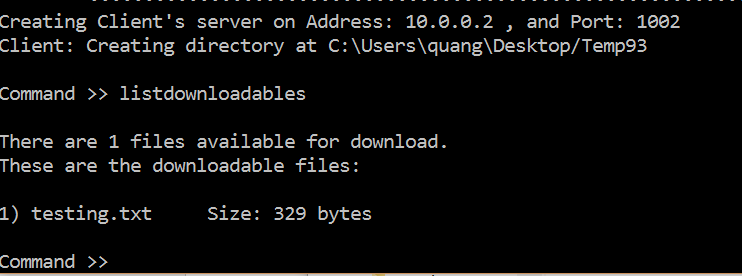 Creating Client's server on Address: 10.0.0.2 , and Port: 1002
Client: Creating directory at C:\Users\quang\Desktop/Temp93
Command >> listdownloadables
There are 1 files available for download.
These are the downloadable files:
1) testing.txt     Size: 329 bytes
Command >>